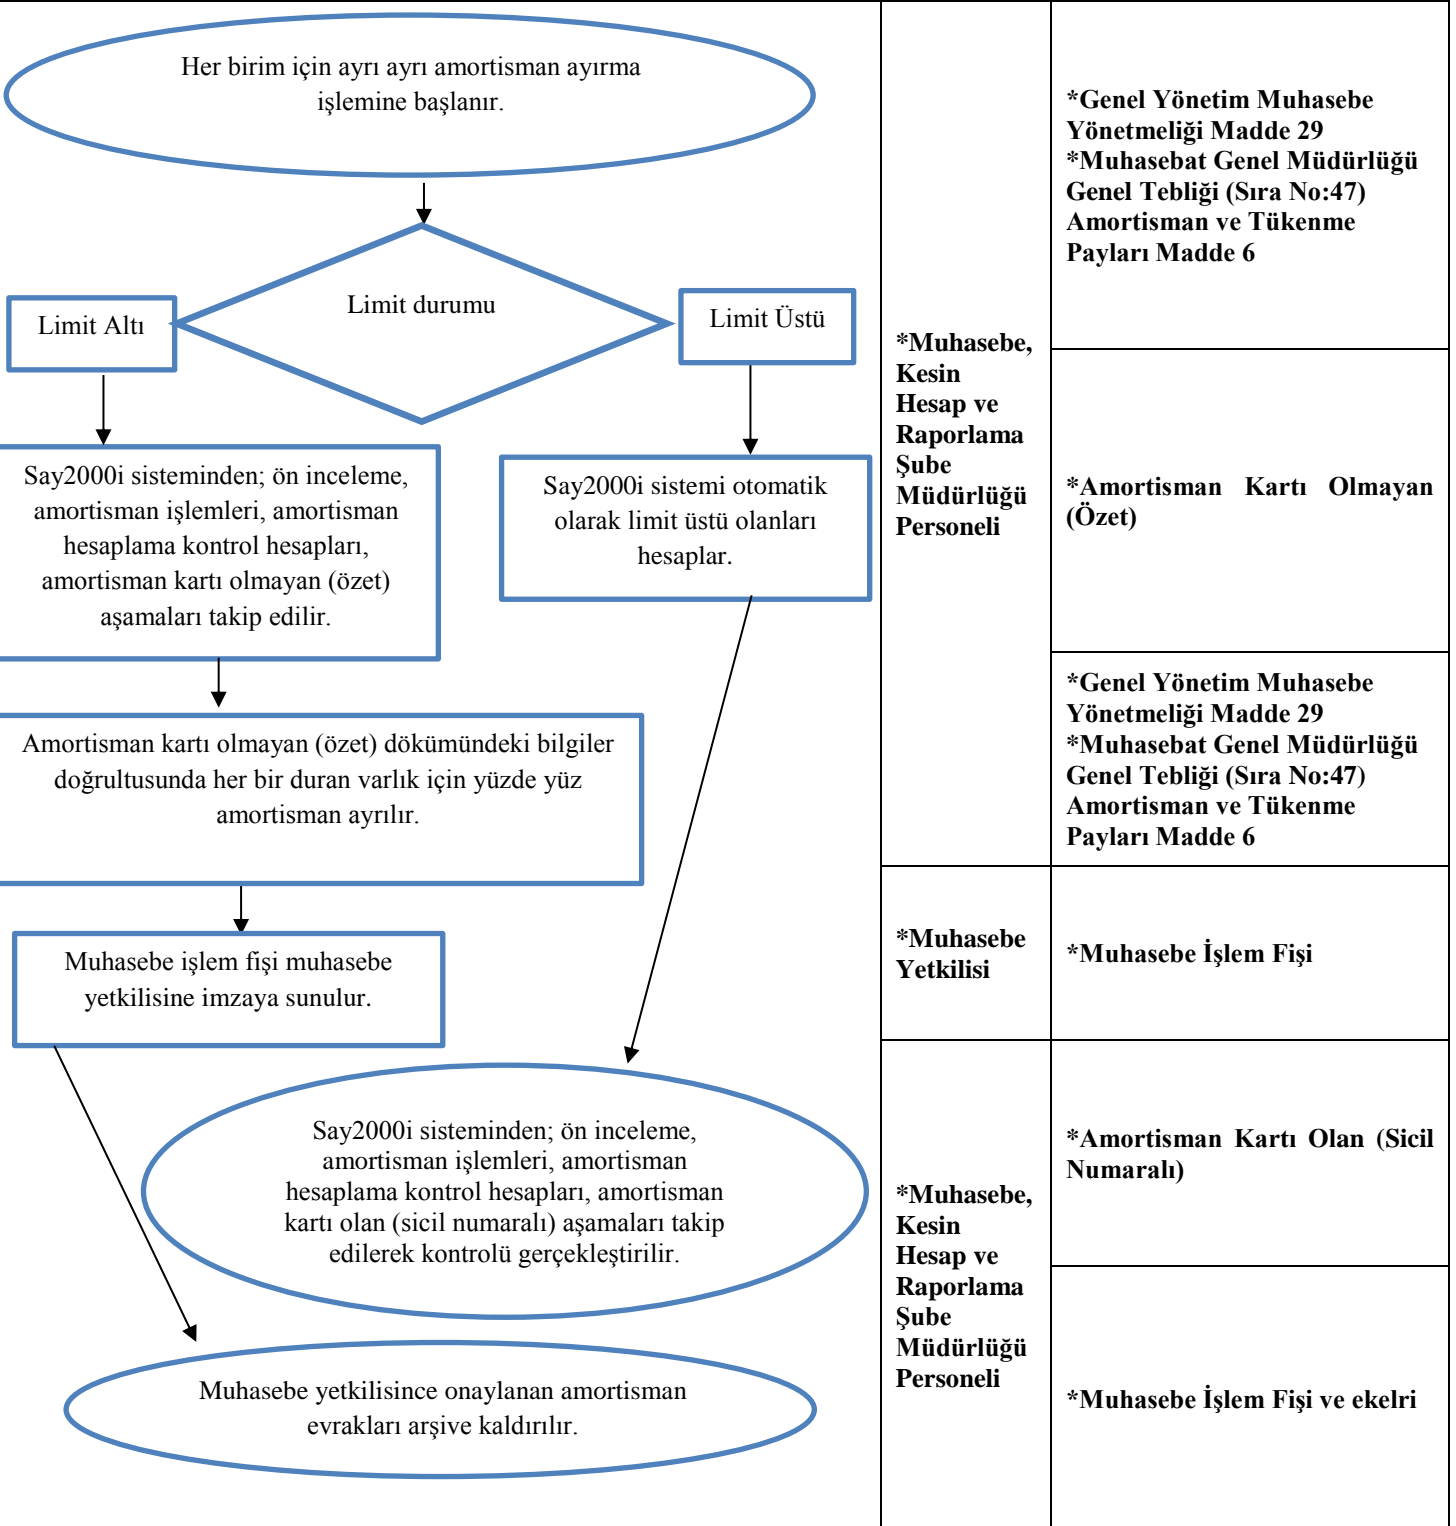 Her birim için ayrı ayrı amortisman ayırma
işlemine başlanır.
Limit durumu
Limit Altı
Limit Üstü
Say2000i sisteminden; ön inceleme,
amortisman işlemleri, amortisman
hesaplama kontrol hesapları,
amortisman kartı olmayan (özet)
aşamaları takip edilir.
Say2000i sistemi otomatik
olarak limit üstü olanları
hesaplar.
Amortisman kartı olmayan (özet) dökümündeki bilgiler
doğrultusunda her bir duran varlık için yüzde yüz
amortisman ayrılır.
Muhasebe işlem fişi muhasebe
yetkilisine imzaya sunulur.
Say2000i sisteminden; ön inceleme,
amortisman işlemleri, amortisman
hesaplama kontrol hesapları, amortisman
kartı olan (sicil numaralı) aşamaları takip
edilerek kontrolü gerçekleştirilir.
Muhasebe yetkilisince onaylanan amortisman
evrakları arşive kaldırılır.
*Muhasebe,
Kesin
Hesap ve
Raporlama
Şube
Müdürlüğü
Personeli
*Muhasebe
Yetkilisi
*Muhasebe,
Kesin
Hesap ve
Raporlama
Şube
Müdürlüğü
Personeli
*Genel Yönetim Muhasebe
Yönetmeliği Madde 29
*Muhasebat Genel Müdürlüğü
Genel Tebliği (Sıra No:47)
Amortisman ve Tükenme
Payları Madde 6
*Amortisman Kartı Olmayan
(Özet)
*Genel Yönetim Muhasebe
Yönetmeliği Madde 29
*Muhasebat Genel Müdürlüğü
Genel Tebliği (Sıra No:47)
Amortisman ve Tükenme
Payları Madde 6
*Muhasebe İşlem Fişi
*Amortisman Kartı Olan (Sicil
Numaralı)
*Muhasebe İşlem Fişi ve ekelri